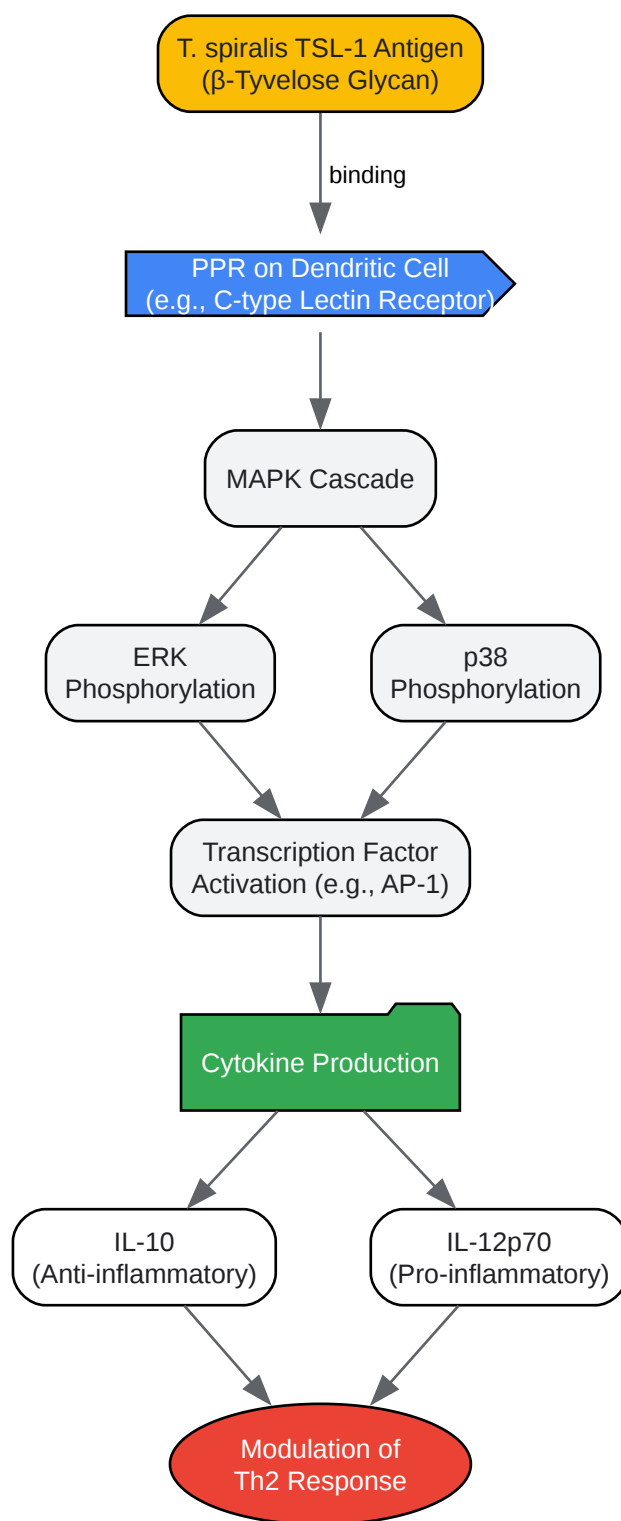 T. spiralis TSL-1 Antigen
(β-Tyvelose Glycan)
binding
PPR on Dendritic Cell
(e.g., C-type Lectin Receptor)
MAPK Cascade
ERK
Phosphorylation
p38
Phosphorylation
Transcription Factor
Activation (e.g., AP-1)
Cytokine Production
IL-10
(Anti-inflammatory)
IL-12p70
(Pro-inflammatory)
Modulation of
Th2 Response